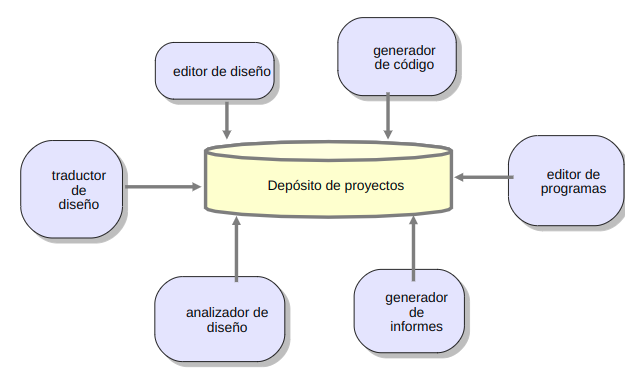 generador
de código
editor de diseño
traductor
de
diseño
Depósito de proyectos
editor de
programas
analizador de
diseño
generador
de
informes